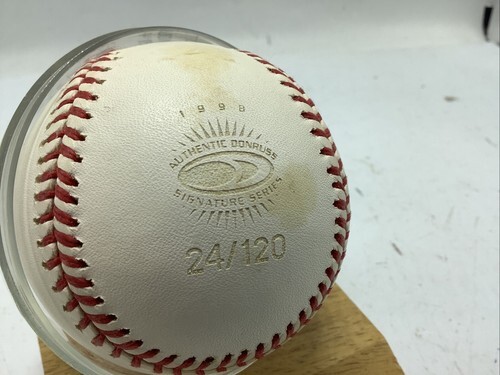 1998
AUTHENTIC DONRUSS
SIGNATURE SERIES
24/120